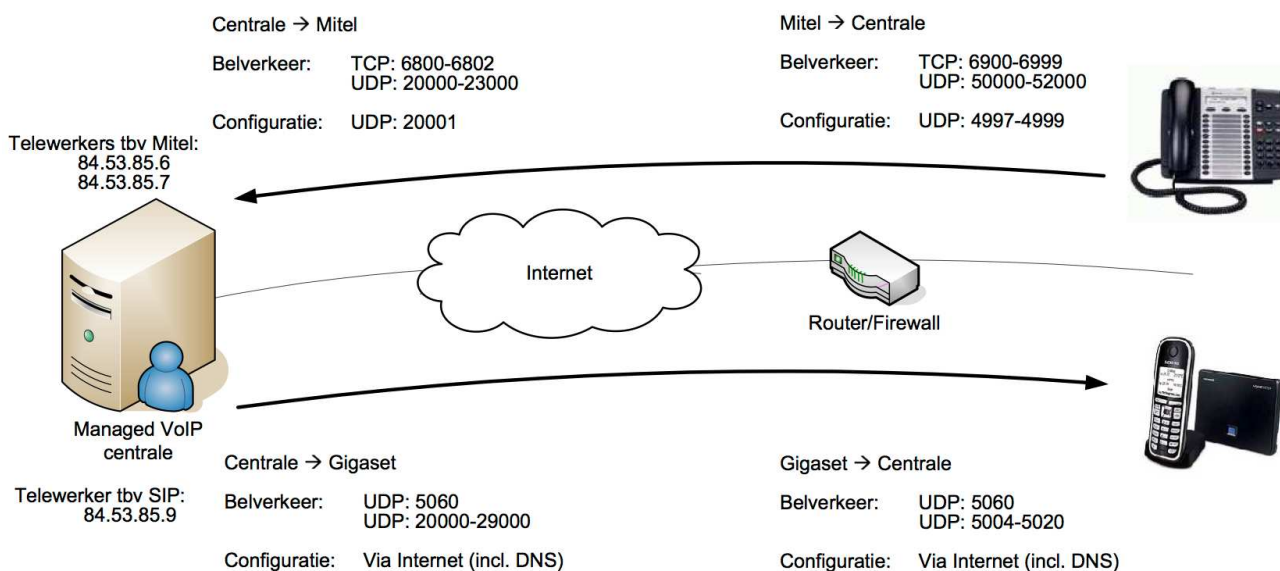 Centrale → Mitel
Belverkeer: TCP: 6800-6802
UDP: 20000-23000
Configuratie: UDP: 20001
Mitel → Centrale
Belverkeer: TCP: 6900-6999
UDP: 50000-52000
Configuratie: UDP: 4997-4999
Telewerkers tbv Mitel:
84.53.85.6
84.53.85.7
Internet
Router/Firewall
Managed VoIP
centrale
Telewerker tbv SIP:
84.53.85.9
Centrale → Gigaset
Belverkeer: UDP: 5060
UDP: 20000-29000
Configuratie: Via Internet (incl. DNS)
Gigaset → Centrale
Belverkeer: UDP: 5060
UDP: 5004-5020
Configuratie: Via Internet (incl. DNS)